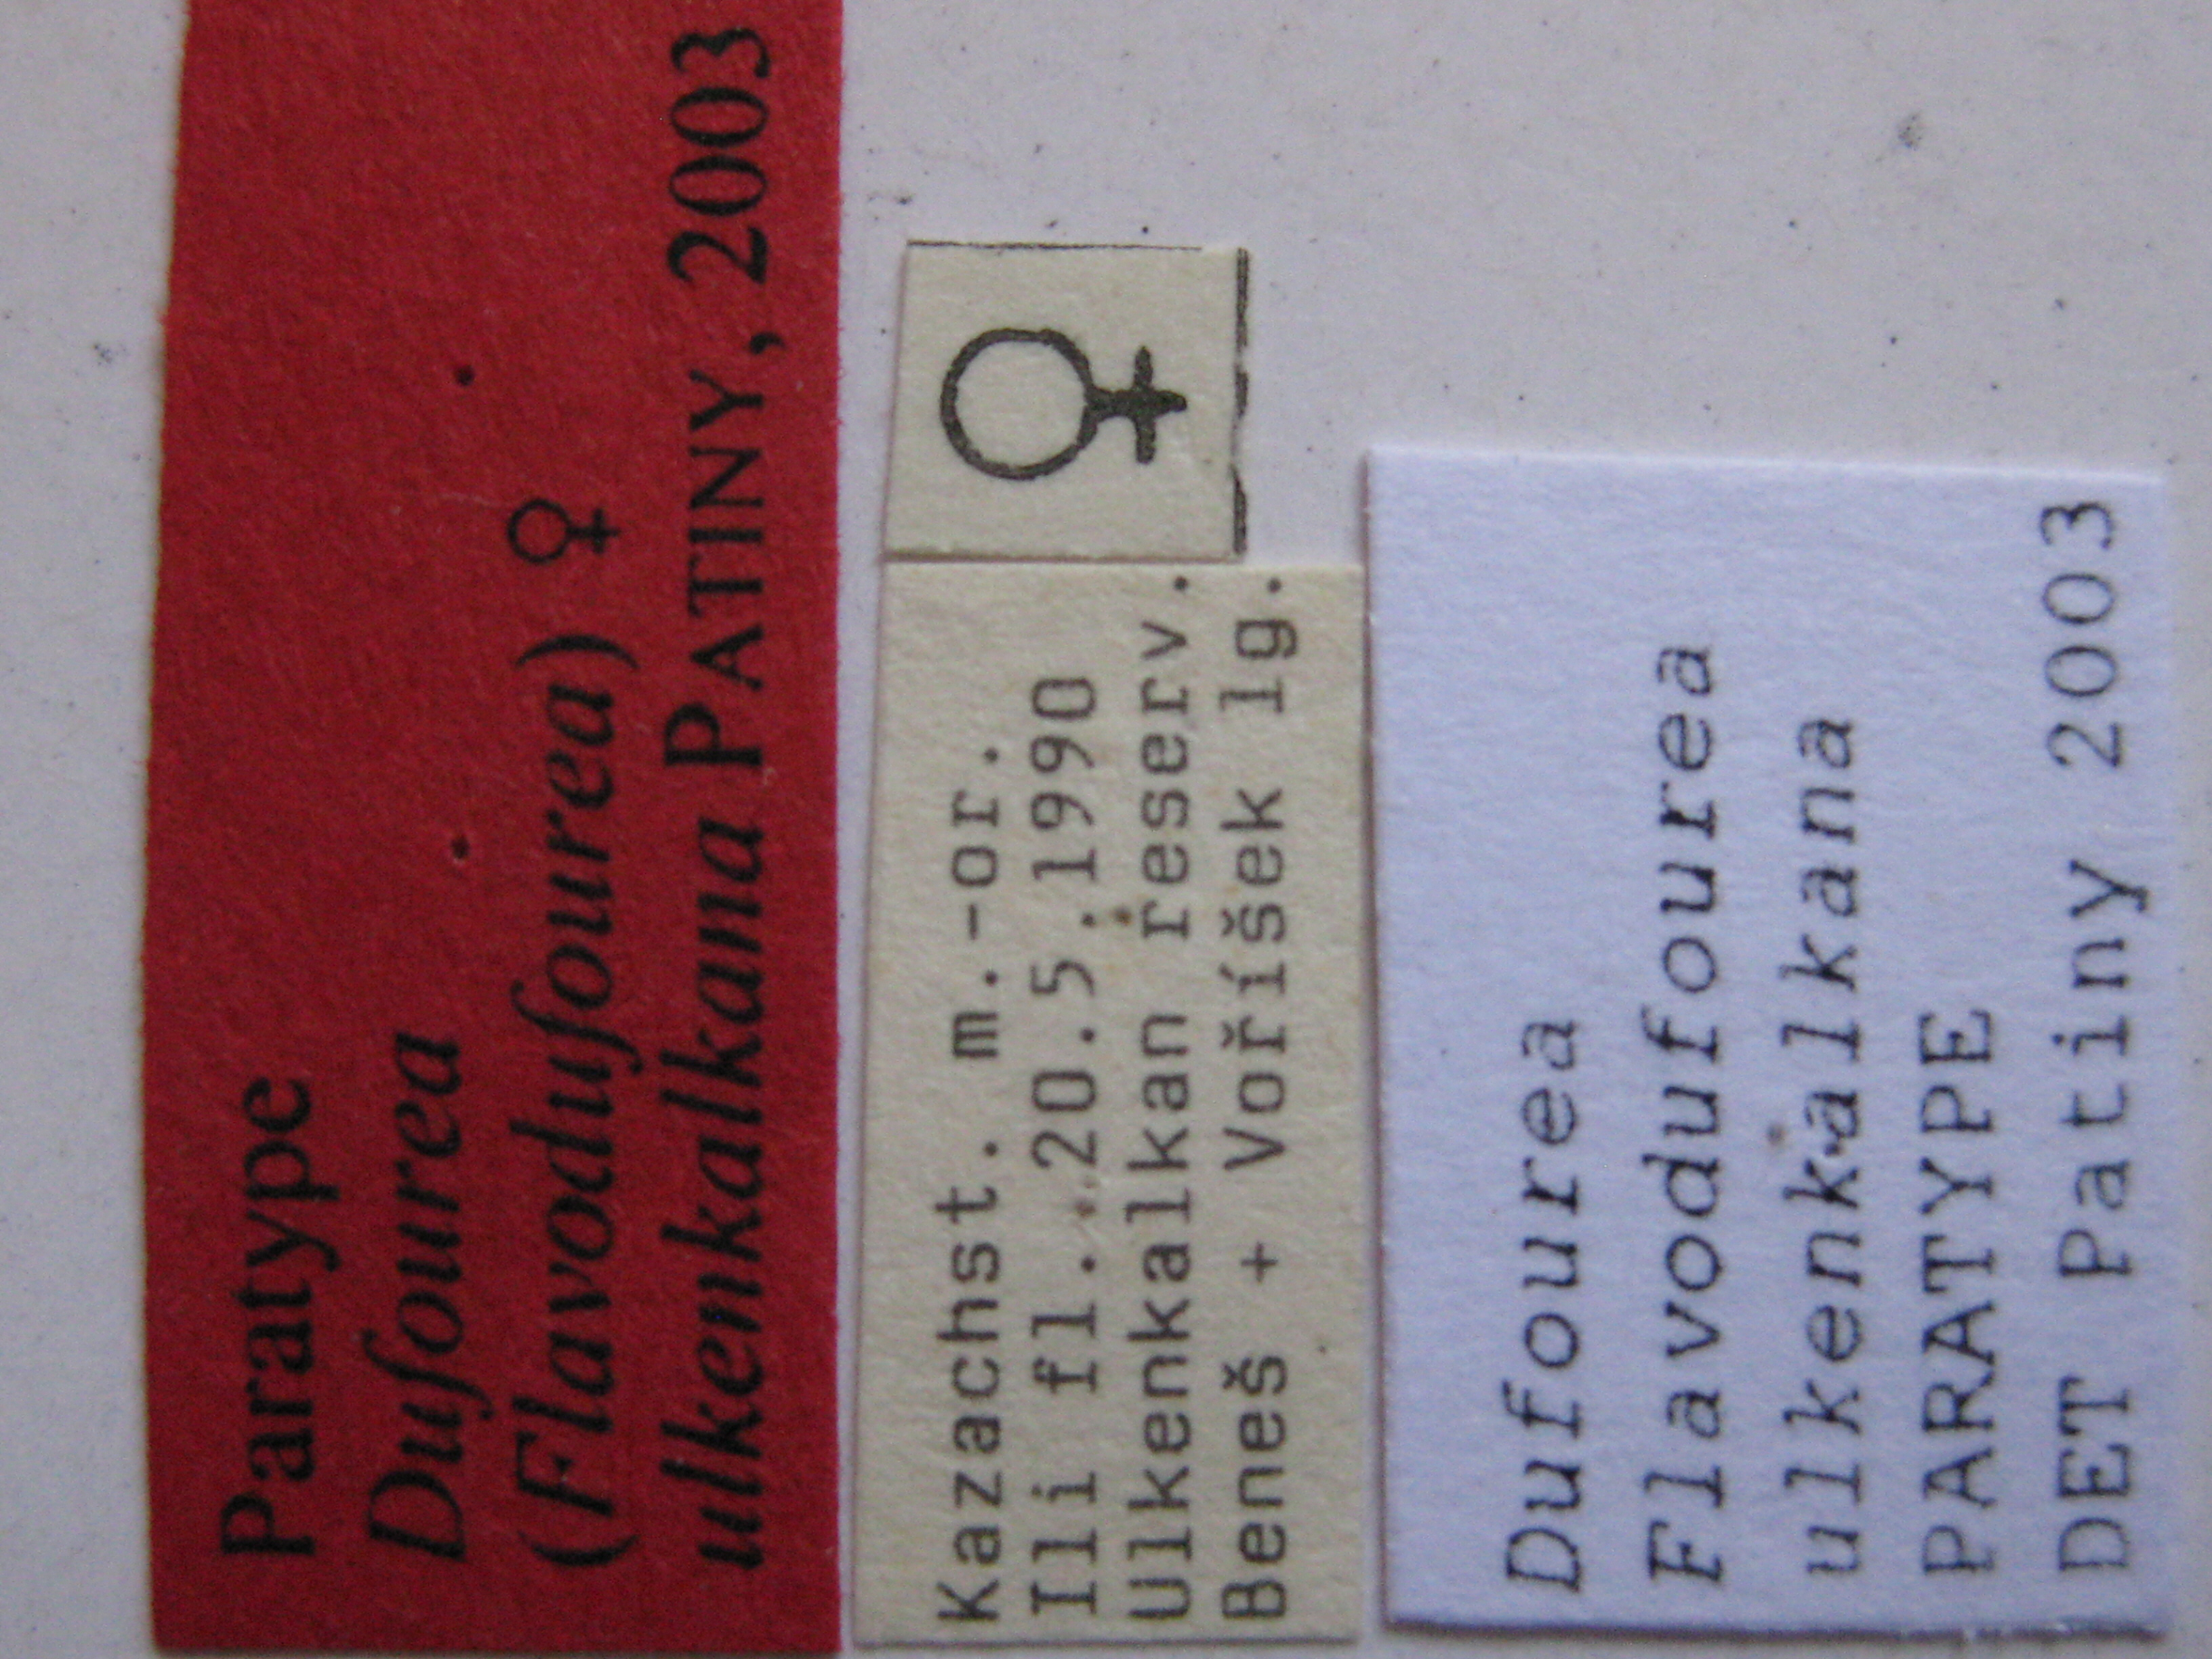 Paratype
Dufourea
(Flavodufourea) ♀
ulkenkalkana PATINY, 2003
♀
Kazachst. m.-or.
Ili fl. 20.5.1990
Ulkenkalkan reserv.
Beneš + Voříšek lg.
Dufourea
Flavodufourea
ulkenkalkana
PARATYPE
DET Patiny 2003